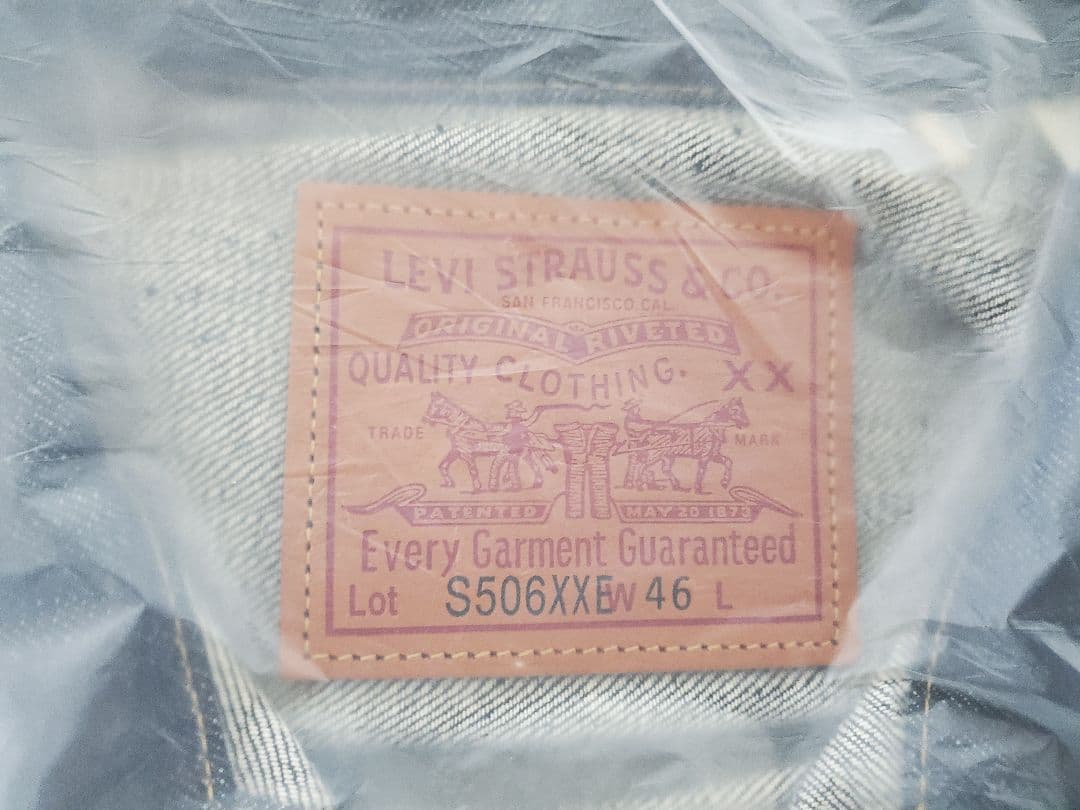 LEVI STRAUSS & CO.
SAN FRANCISCO, CAL.
ORIGINAL RIVETED
QUALITY CLOTHING. XX
TRADE MARK
PATENTED MAY 20 1873
Every Garment Guaranteed
Lot S506XXE W 46 L